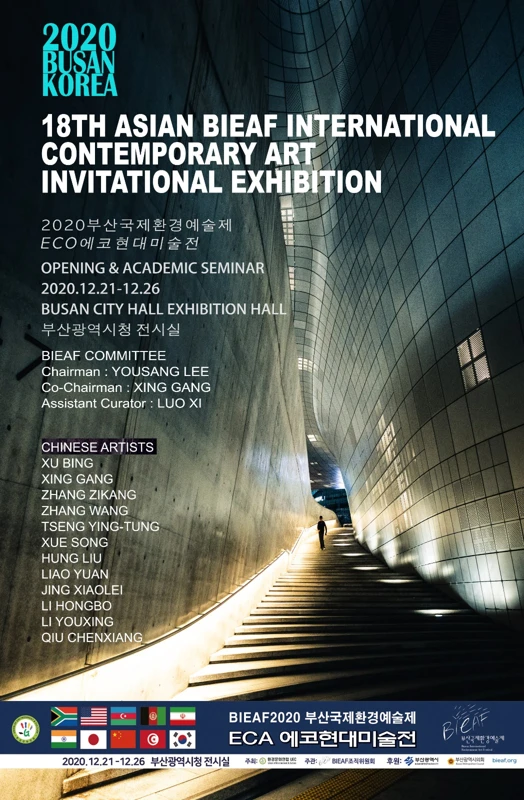 2020
BUSAN
KOREA
18TH ASIAN BIEAF INTERNATIONAL
CONTEMPORARY ART
INVITATIONAL EXHIBITION
2020부산국제환경예술제
ECO에코현대미술전
OPENING & ACADEMIC SEMINAR
2020.12.21-12.26
BUSAN CITY HALL EXHIBITION HALL
부산광역시청 전시실
BIEAF COMMITTEE
Chairman : YOUSANG LEE
Co-Chairman : XING GANG
Assistant Curator : LUO XI
CHINESE ARTISTS
XU BING
XING GANG
ZHANG ZIKANG
ZHANG WANG
TSENG YING-TUNG
XUE SONG
HUNG LIU
LIAO YUAN
JING XIAOLEI
LI HONGBO
LI YOUXING
QIU CHENXIANG
BIEAF2020 부산국제환경예술제
ECA 에코현대미술전
BIEAF
부산국제환경예술제
2020.12.21-12.26 부산광역시청 전시실
주최: 주관: BIEAF조직위원회 후원: 부산광역시 부산광역시의회